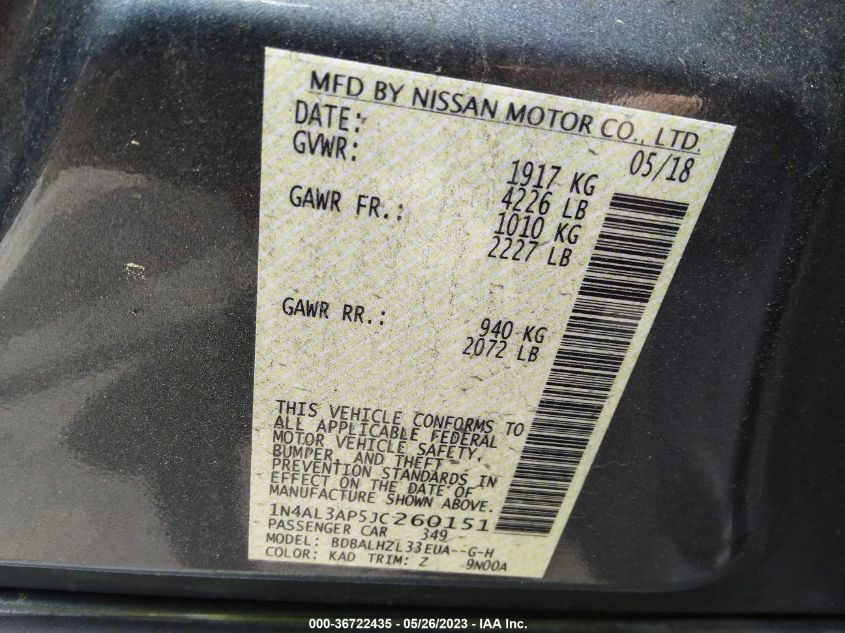 MFD BY NISSAN MOTOR CO., LTD.
DATE: 05/18
GVWR: 1917 KG
4226 LB
GAWR FR.: 1010 KG
2227 LB
GAWR RR.: 940 KG
2072 LB
THIS VEHICLE CONFORMS TO
ALL APPLICABLE FEDERAL
MOTOR VEHICLE SAFETY,
BUMPER, AND THEFT
PREVENTION STANDARDS IN
EFFECT ON THE DATE OF
MANUFACTURE SHOWN ABOVE.
1N4AL3AP5JC260151
PASSENGER CAR 349
MODEL: BDBALHZL33EUA--G-H
COLOR: KAD TRIM: Z 9N00A
000-36722435 - 05/26/2023 - IAA Inc.